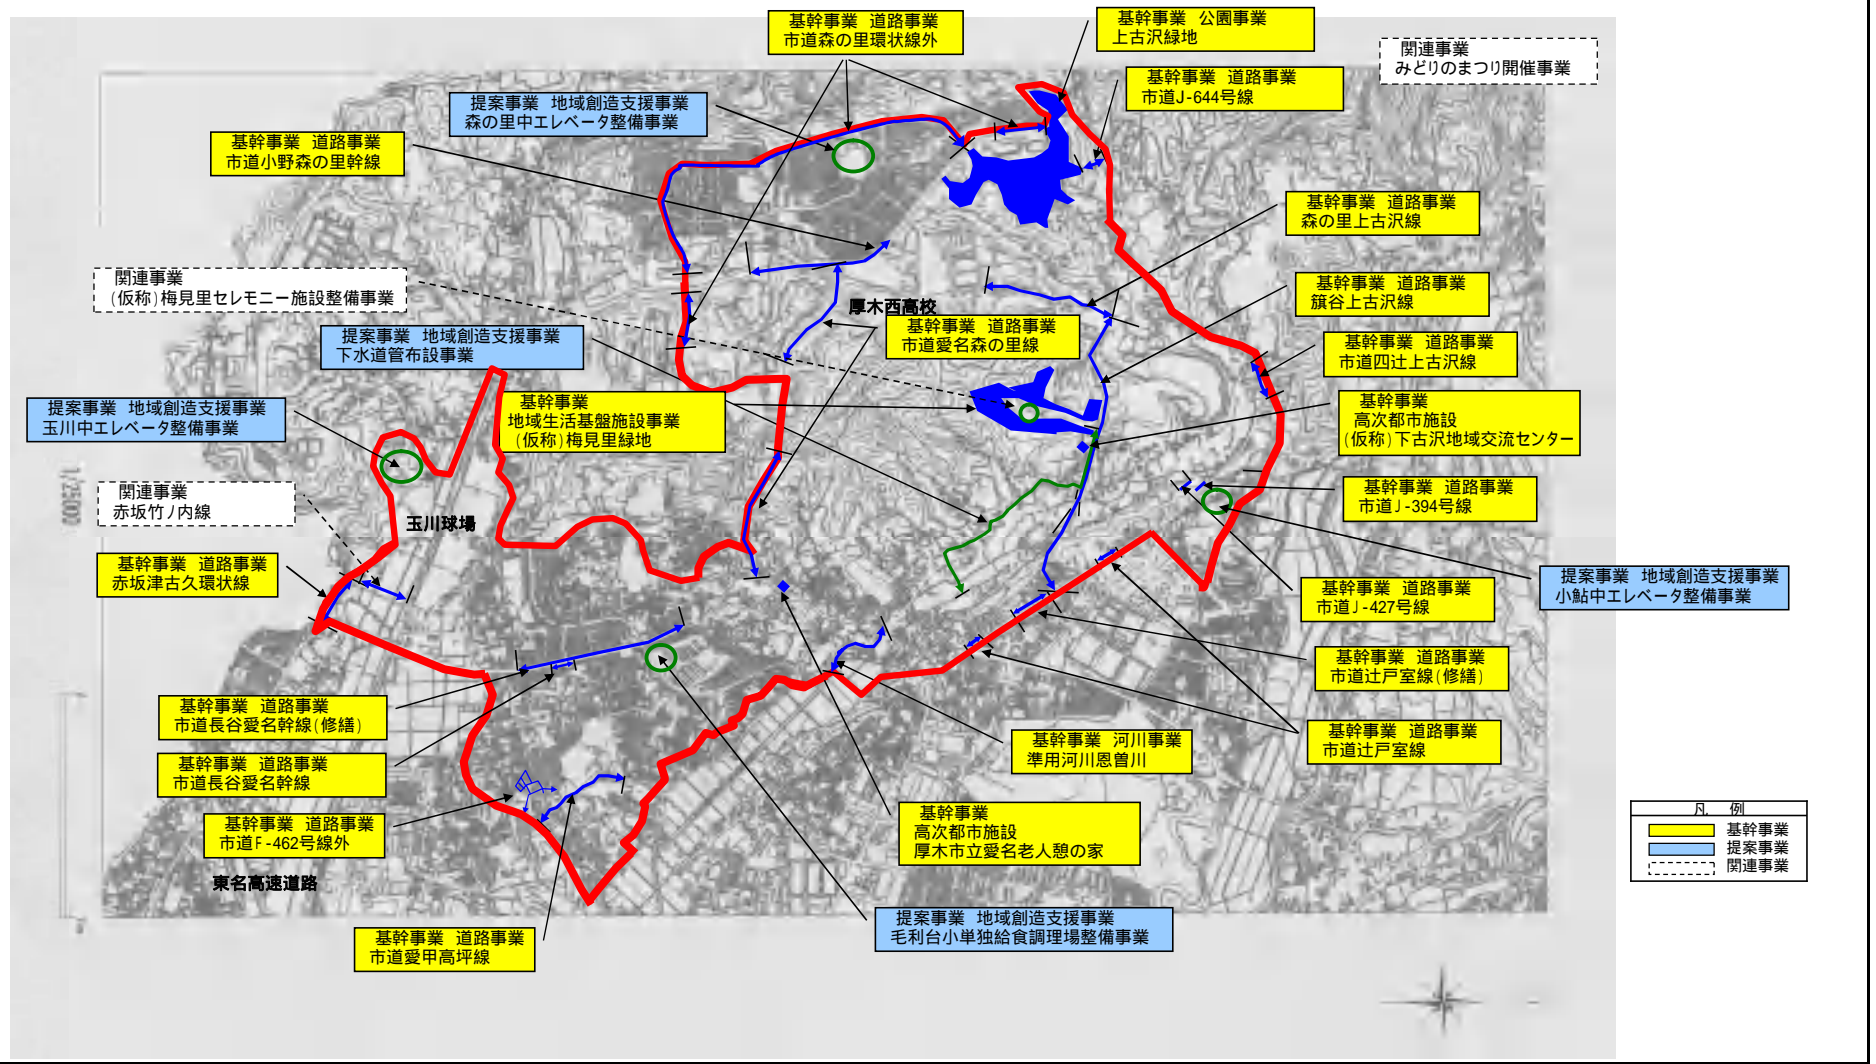 基幹事業 道路事業
市道森の里環状線外
基幹事業 公園事業
上古沢緑地
関連事業
みどりのまつり開催事業
基幹事業 道路事業
市道J-644号線
提案事業 地域創造支援事業
森の里中エレベータ整備事業
基幹事業 道路事業
市道小野森の里幹線
基幹事業 道路事業
森の里上古沢線
関連事業
(仮称)梅見里セレモニー施設整備事業
基幹事業 道路事業
籏谷上古沢線
厚木西高校
基幹事業 道路事業
市道愛名森の里線
提案事業 地域創造支援事業
下水道管布設事業
基幹事業 道路事業
市道四辻上古沢線
基幹事業
地域生活基盤施設事業
(仮称)梅見里緑地
基幹事業
高次都市施設
(仮称)下古沢地域交流センター
提案事業 地域創造支援事業
玉川中エレベータ整備事業
関連事業
赤坂竹ノ内線
基幹事業 道路事業
市道J-394号線
玉川球場
基幹事業 道路事業
赤坂津古久環状線
提案事業 地域創造支援事業
小鮎中エレベータ整備事業
基幹事業 道路事業
市道J-427号線
基幹事業 道路事業
市道辻戸室線(修繕)
基幹事業 道路事業
市道長谷愛名幹線(修繕)
基幹事業 道路事業
市道辻戸室線
基幹事業 河川事業
準用河川恩曽川
基幹事業 道路事業
市道長谷愛名幹線
基幹事業 道路事業
市道F-462号線外
基幹事業
高次都市施設
厚木市立愛名老人憩の家
東名高速道路
提案事業 地域創造支援事業
毛利台小単独給食調理場整備事業
基幹事業 道路事業
市道愛甲高坪線
凡 例
基幹事業
提案事業
関連事業